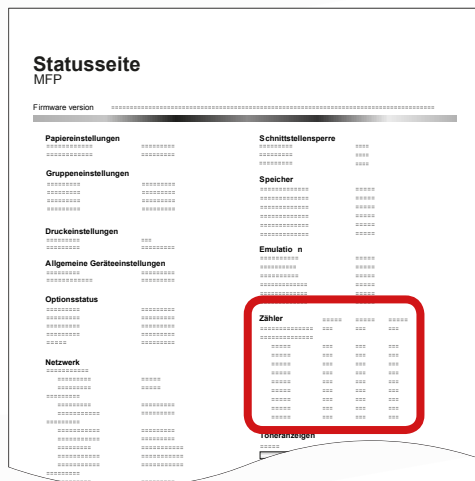 Statusseite
MFP
Firmware version
Papiereinstellungen
Gruppeneinstellungen
Druckeinstellungen
Allgemeine Geräteeinstellungen
Optionsstatus
Netzwerk
Schnittstellensperre
Speicher
Emulatio n
Zähler
Toneranzeigen